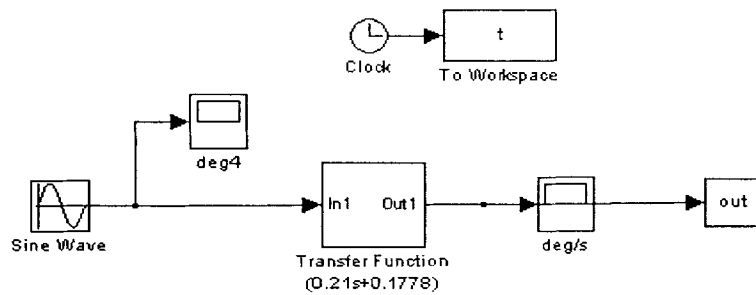 t
Clock
To Workspace
deg4
In1
Out1
out
Sine Wave
deg/s
Transfer Function
(0.21s+0.1778)